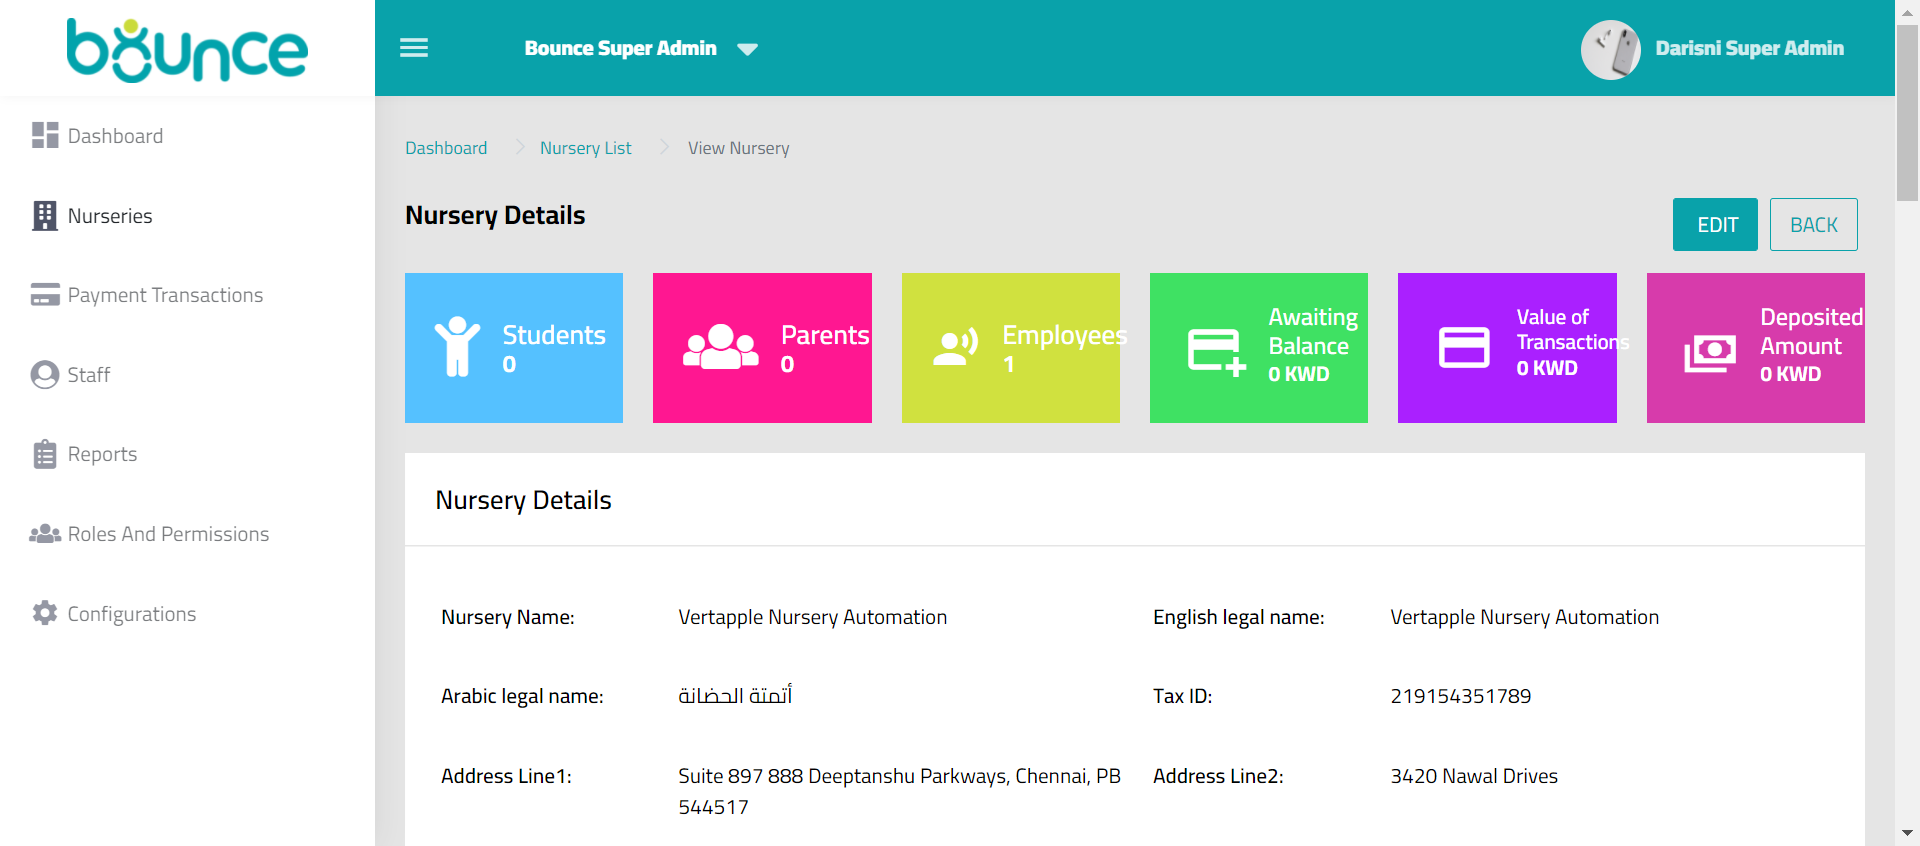 bounce
Bounce Super Admin
Darisni Super Admin
Dashboard
Nurseries
Payment Transactions
Staff
Reports
Roles And Permissions
Configurations
Dashboard
Nursery List
View Nursery
Nursery Details
EDIT
BACK
Students
0
Parents
0
Employees
1
Awaiting
Balance
0 KWD
Value of
Transactions
0 KWD
Deposited
Amount
0 KWD
Nursery Details
Nursery Name:
Vertapple Nursery Automation
English legal name:
Vertapple Nursery Automation
Arabic legal name:
أتمتة الحضانة
Tax ID:
219154351789
Address Line1:
Suite 897 888 Deeptanshu Parkways, Chennai, PB
544517
Address Line2:
3420 Nawal Drives